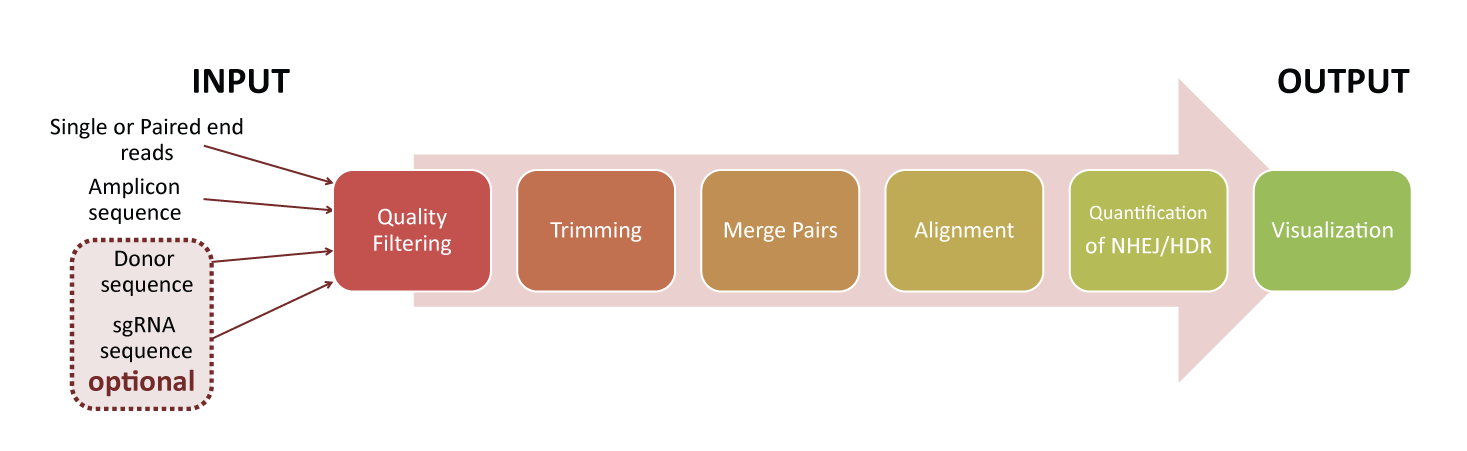 INPUT
Single or Paired end
reads
Amplicon
sequence
Donor
sequence
sgRNA
sequence
optional
Quality
Filtering
Trimming
Merge Pairs
Alignment
Quantification
of NHEJ/HDR
Visualization
OUTPUT